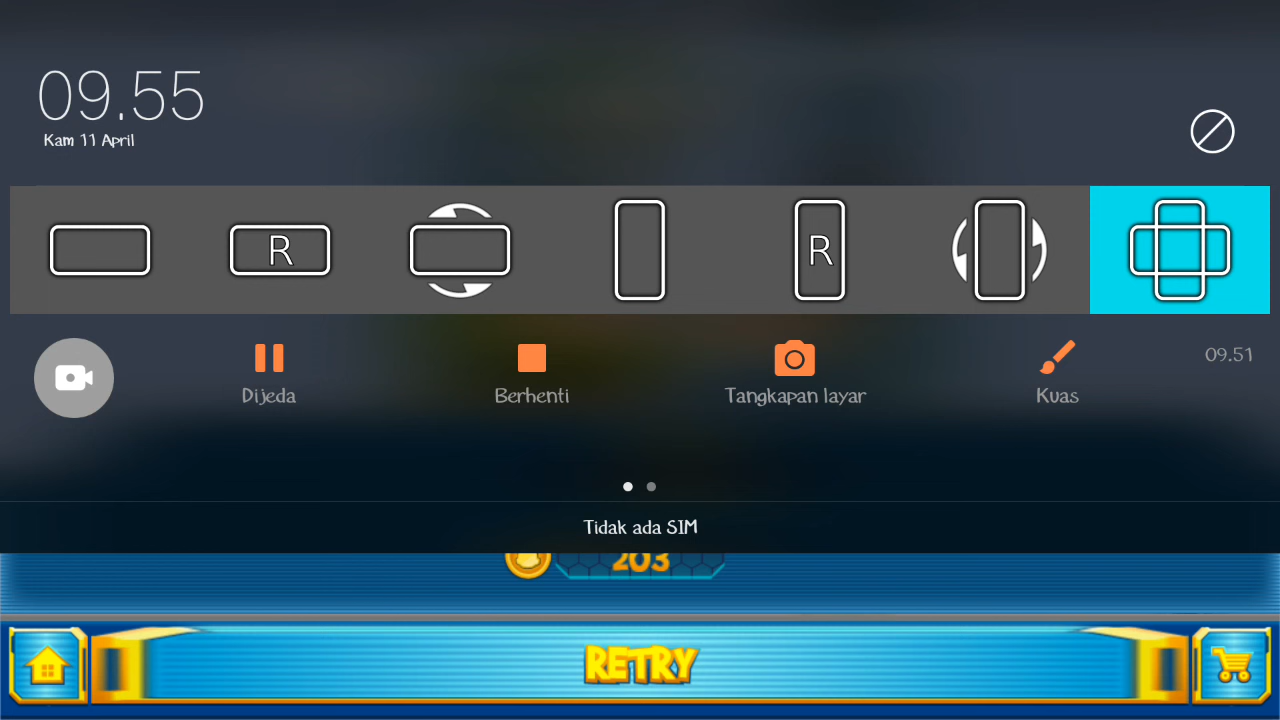 09.55
Kam 11 April
R
R
Dijeda
Berhenti
Tangkapan layar
Kuas
09.51
Tidak ada SIM
203
RETRY